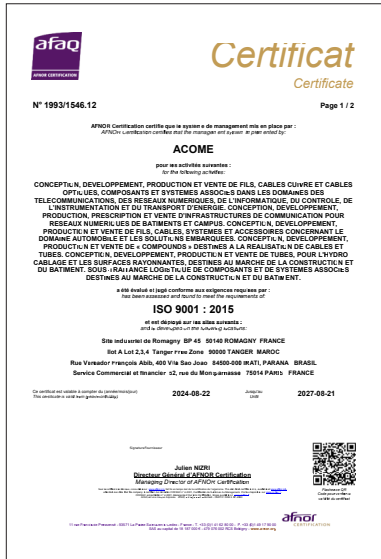 afaq
AFNOR CERTIFICATION
Certificat
Certificate
N° 1993/1546.12
Page 1 / 2
AFNOR Certification certifie que le système de management mis en place par :
AFNOR Certification certifies that the management system implemented by:
ACOME
pour les activités suivantes :
for the following activities:
CONCEPTION, DEVELOPPEMENT, PRODUCTION ET VENTE DE FILS, CABLES CUIVRE ET CABLES
OPTIQUES, COMPOSANTS ET SYSTEMES ASSOCIES DANS LES DOMAINES DES
TELECOMMUNICATIONS, DES RESEAUX NUMERIQUES, DE L'INFORMATIQUE, DU CONTROLE, DE
L'INSTRUMENTATION ET DU TRANSPORT D'ENERGIE. CONCEPTION, DEVELOPPEMENT,
PRODUCTION, PRESCRIPTION ET VENTE D'INFRASTRUCTURES DE COMMUNICATION POUR
RESEAUX NUMERIQUES DE BATIMENTS ET CAMPUS. CONCEPTION, DEVELOPPEMENT,
PRODUCTION ET VENTE DE FILS, CABLES, SYSTEMES ET ACCESSOIRES CONCERNANT LE
DOMAINE AUTOMOBILE ET LES SOLUTIONS EMBARQUEES. CONCEPTION, DEVELOPPEMENT,
PRODUCTION ET VENTE DE « COMPOUNDS » DESTINES A LA REALISATION DE CABLES ET
TUBES. CONCEPTION, DEVELOPPEMENT, PRODUCTION ET VENTE DE TUBES, POUR L'HYDRO
CABLAGE ET LES SURFACES RAYONNANTES, DESTINES AU MARCHE DE LA CONSTRUCTION ET
DU BATIMENT. SOUS-TRAITANCE LOGISTIQUE DE COMPOSANTS ET DE SYSTEMES ASSOCIES
DESTINES AU MARCHE DE LA CONSTRUCTION ET DU BATIMENT.
a été évalué et jugé conforme aux exigences requises par :
has been assessed and found to meet the requirements of:
ISO 9001 : 2015
et est déployé sur les sites suivants :
and is developed on the following locations:
Site industriel de Romagny BP 45 50140 ROMAGNY FRANCE
Ilot A Lot 2,3,4 Tanger Free Zone 90000 TANGER MAROC
Rue Vereador François Abib, 400 Vila Sao Joao 84500-000 IRATI, PARANA BRASIL
Service Commercial et financier 52, rue du Montparnasse 75014 PARIS FRANCE
Ce certificat est valable à compter du (année/mois/jour)
This certificate is valid from (year/month/day)
2024-08-22
Jusqu'au
Until
2027-08-21
Julien NIZRI
Directeur Général d'AFNOR Certification
Managing Director of AFNOR Certification
afnor
CERTIFICATION